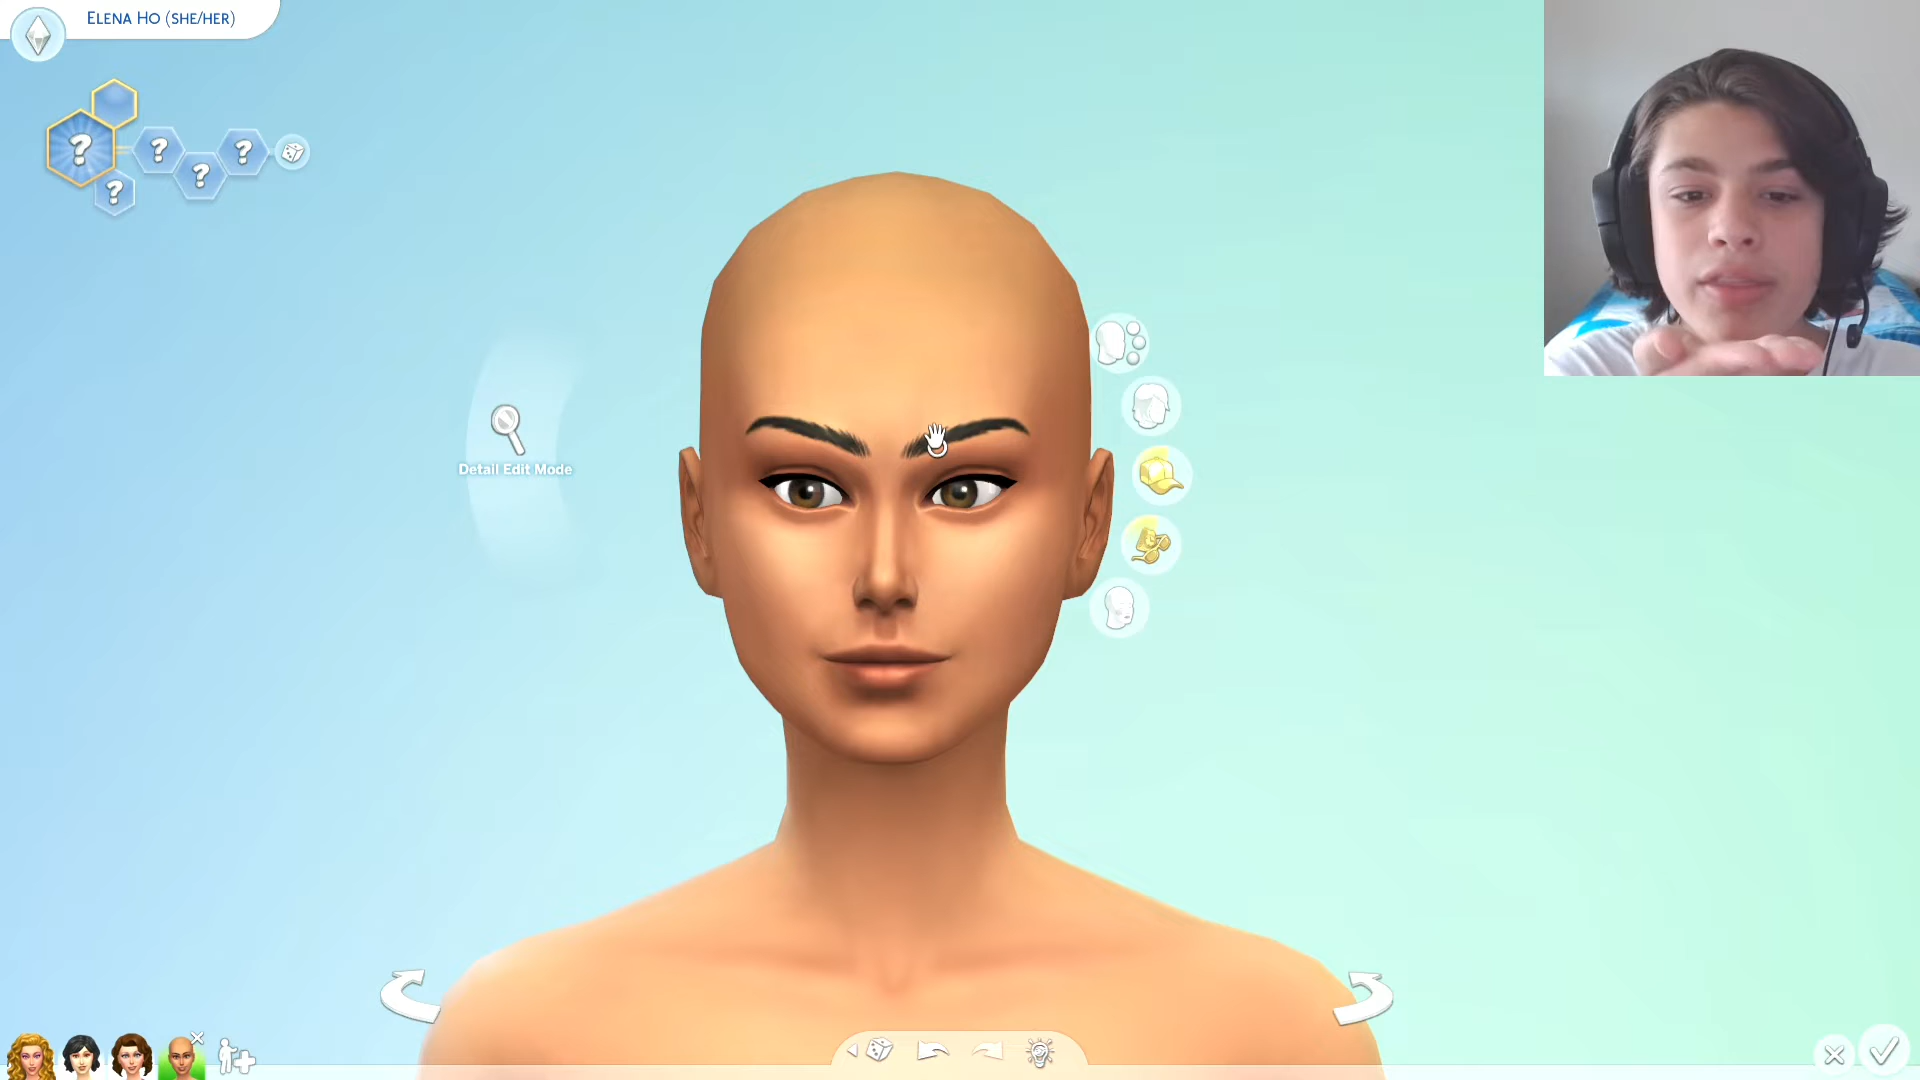 ELENA HO (SHE/HER)
?
? ? ?
?
Detail Edit Mode